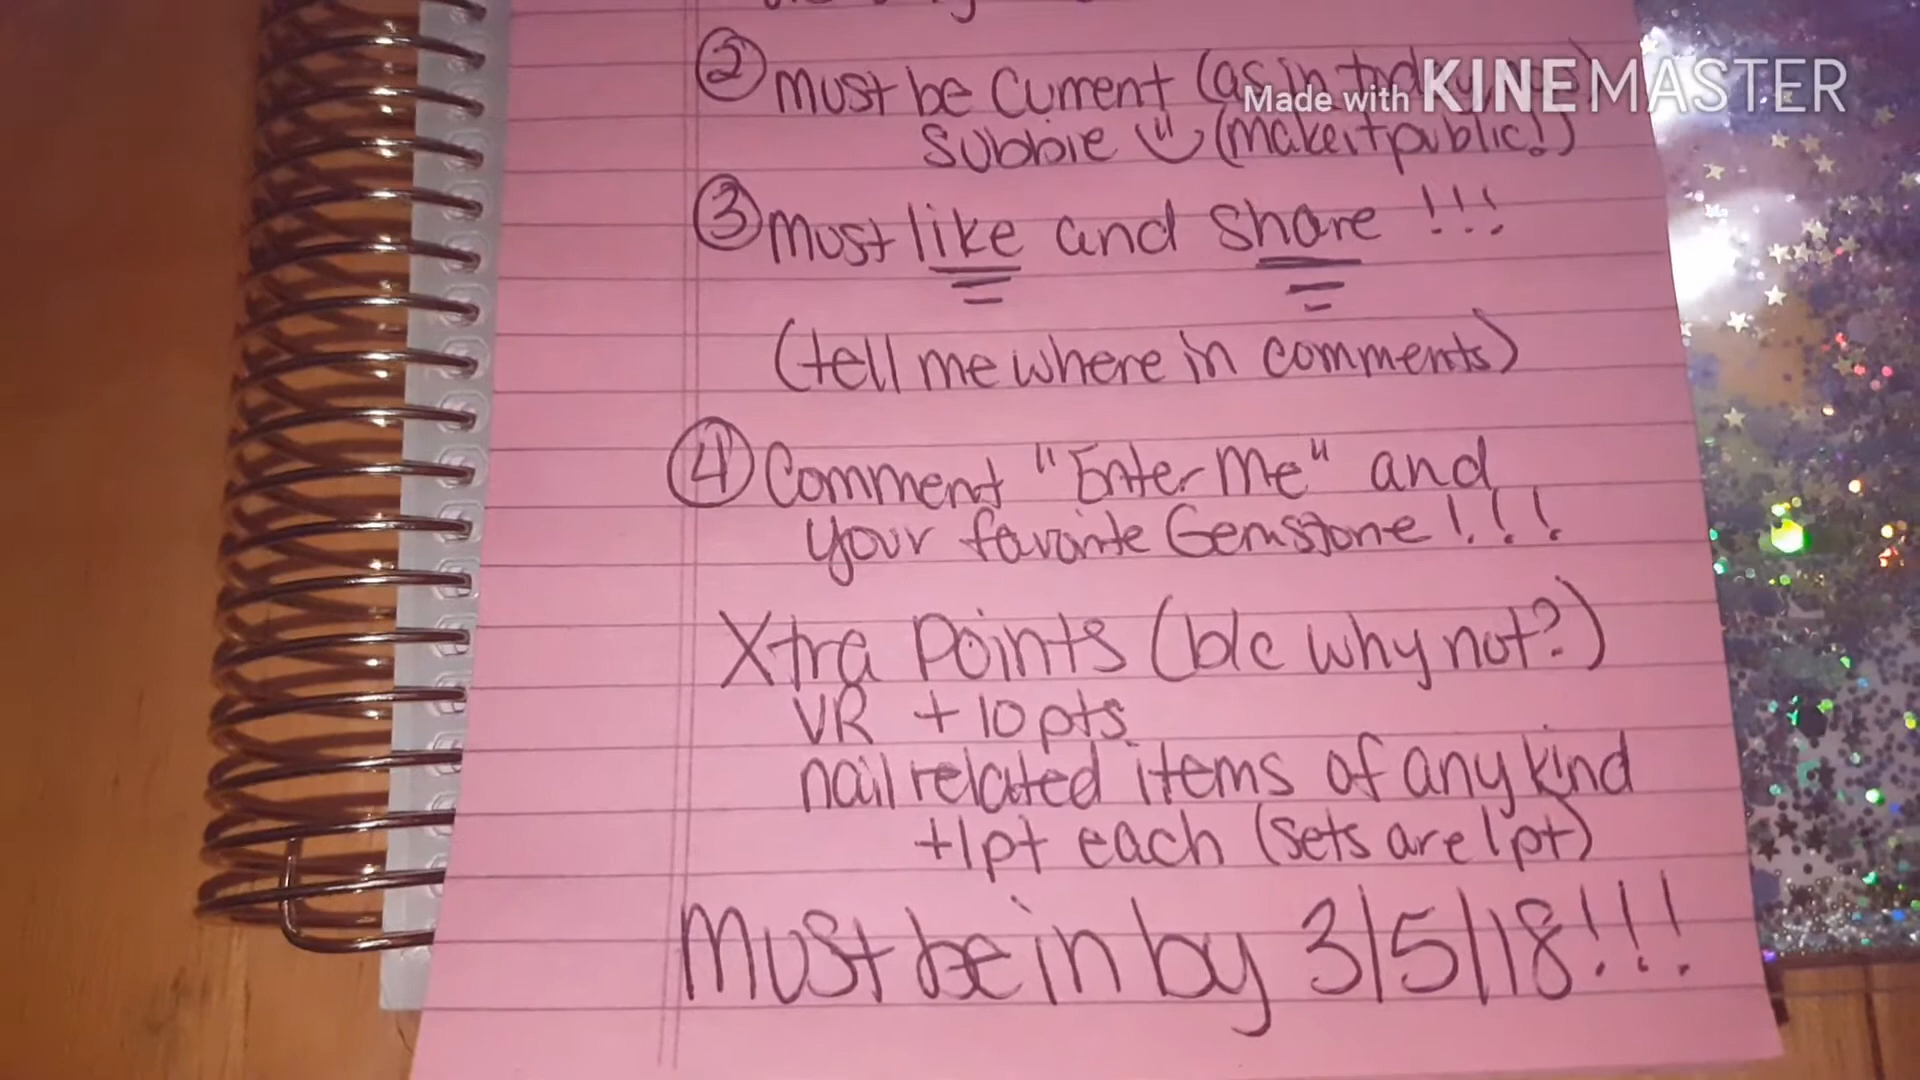 ② must be current (as in today,
Made with KINEMASTER
subbie (make it public!)
③ must like and share !!!
(tell me where in comments)
④ Comment "Enter Me" and
your favorite Gemstone!!!
Xtra Points (b/c why not?)
VR +10pts
nail related items of any kind
+1pt each (sets are 1pt)
Must be in by 3/5/18!!!